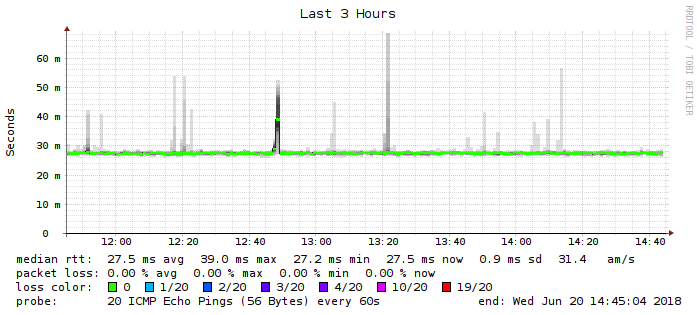 Last 3 Hours
RRDTOOL / TOBI OETIKER
Seconds
60 m
50 m
40 m
30 m
20 m
10 m
0
12:00 12:20 12:40 13:00 13:20 13:40 14:00 14:20 14:40
median rtt: 27.5 ms avg 39.0 ms max 27.2 ms min 27.5 ms now 0.9 ms sd 31.4 am/s
packet loss: 0.00 % avg 0.00 % max 0.00 % min 0.00 % now
loss color: 0 1/20 2/20 3/20 4/20 10/20 19/20
probe: 20 ICMP Echo Pings (56 Bytes) every 60s end: Wed Jun 20 14:45:04 2018